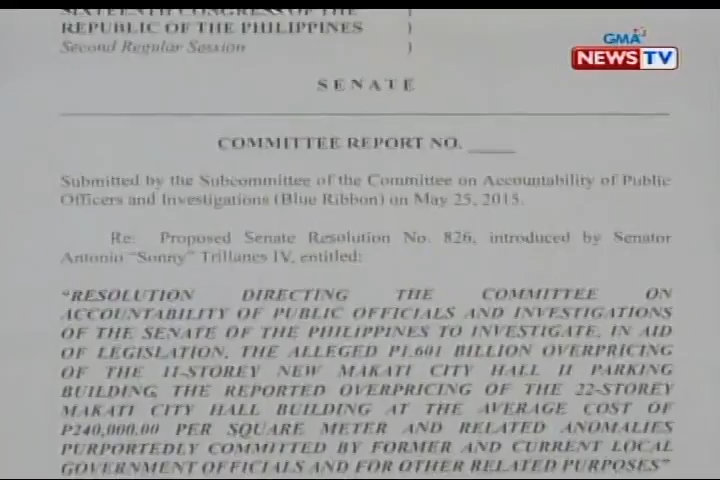 SIXTEENTH CONGRESS OF THE )
REPUBLIC OF THE PHILIPPINES )
Second Regular Session )
GMA
NEWS TV
SENATE
COMMITTEE REPORT NO. _____
Submitted by the Subcommittee of the Committee on Accountability of Public
Officers and Investigations (Blue Ribbon) on May 25, 2015.
Re: Proposed Senate Resolution No. 826, introduced by Senator
Antonio "Sonny" Trillanes IV, entitled:
"RESOLUTION DIRECTING THE COMMITTEE ON
ACCOUNTABILITY OF PUBLIC OFFICIALS AND INVESTIGATIONS
OF THE SENATE OF THE PHILIPPINES TO INVESTIGATE, IN AID
OF LEGISLATION, THE ALLEGED P1.601 BILLION OVERPRICING
OF THE 11-STOREY NEW MAKATI CITY HALL II PARKING
BUILDING, THE REPORTED OVERPRICING OF THE 22-STOREY
MAKATI CITY HALL BUILDING AT THE AVERAGE COST OF
P240,000.00 PER SQUARE METER AND RELATED ANOMALIES
PURPORTEDLY COMMITTED BY FORMER AND CURRENT LOCAL
GOVERNMENT OFFICIALS AND FOR OTHER RELATED PURPOSES"